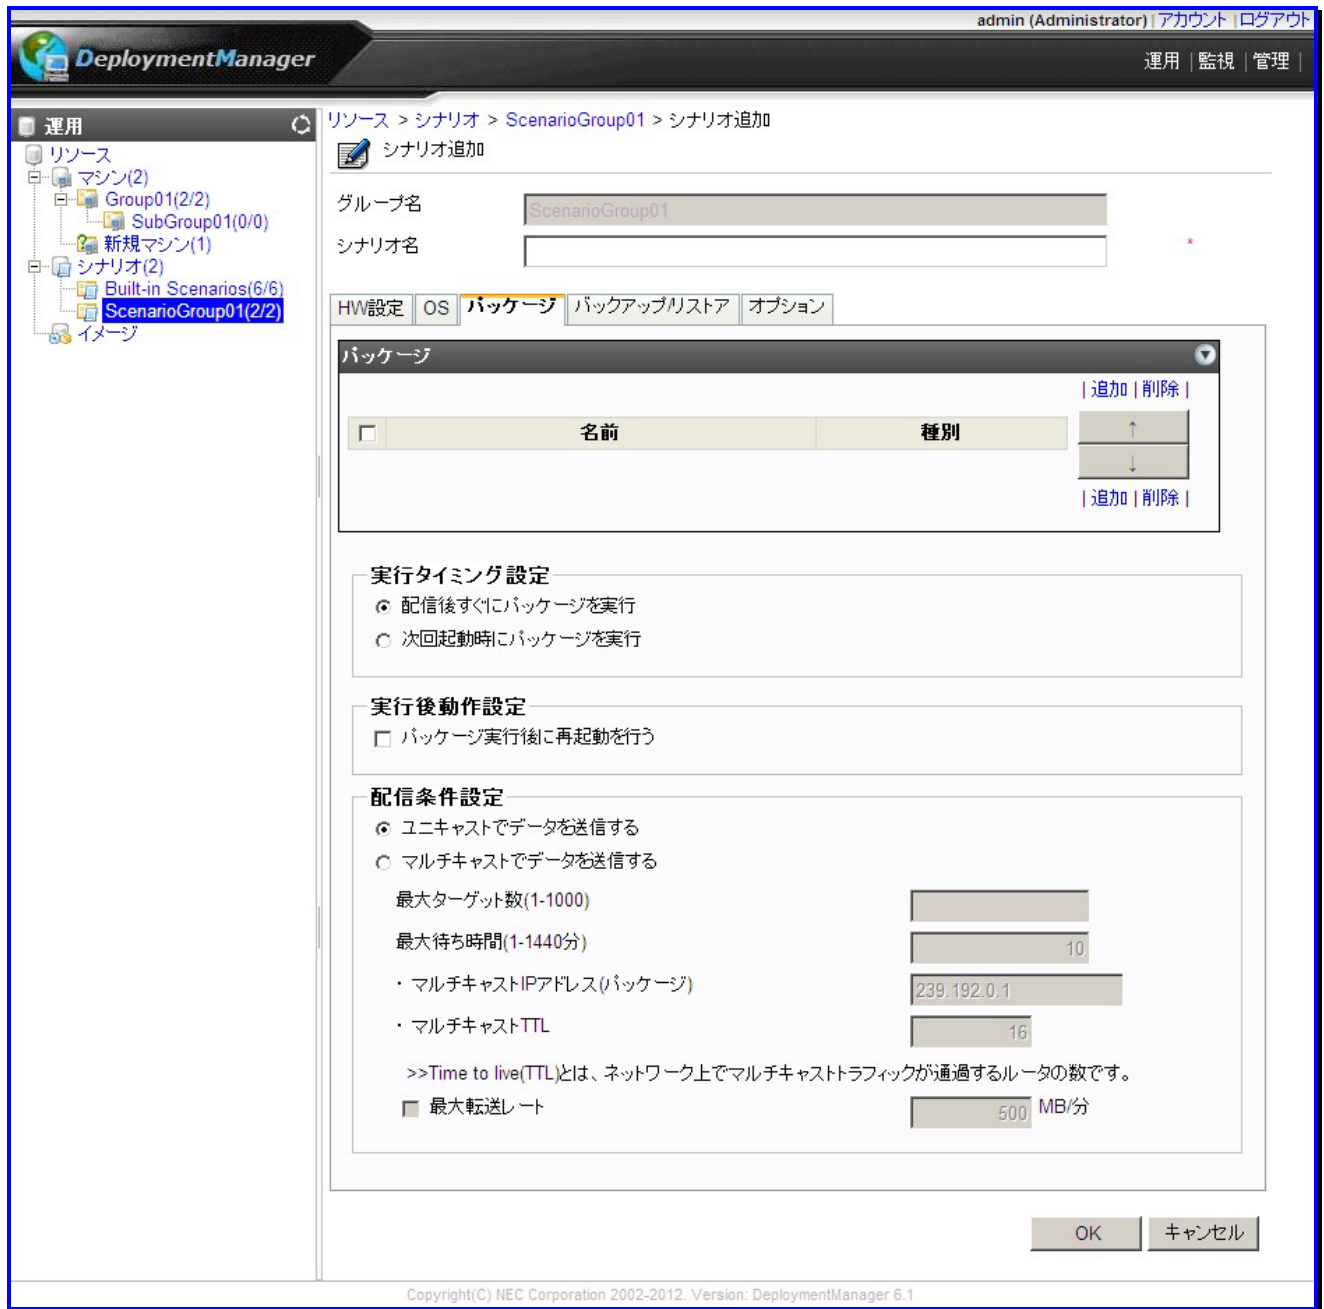 admin (Administrator) | アカウント | ログアウト
DeploymentManager
運用 | 監視 | 管理 |
運用
リソース
マシン(2)
Group01(2/2)
SubGroup01(0/0)
新規マシン(1)
シナリオ(2)
Built-in Scenarios(6/6)
ScenarioGroup01(2/2)
イメージ
リソース > シナリオ > ScenarioGroup01 > シナリオ追加
シナリオ追加
グループ名 ScenarioGroup01
シナリオ名 *
HW設定 OS パッケージ バックアップ/リストア オプション
パッケージ
| 追加 | 削除 |
名前 種別 ↑
↓
| 追加 | 削除 |
実行タイミング設定
配信後すぐにパッケージを実行
次回起動時にパッケージを実行
実行後動作設定
パッケージ実行後に再起動を行う
配信条件設定
ユニキャストでデータを送信する
マルチキャストでデータを送信する
最大ターゲット数(1-1000)
最大待ち時間(1-1440分) 10
・マルチキャストIPアドレス(パッケージ) 239.192.0.1
・マルチキャストTTL 16
>>Time to live(TTL)とは、ネットワーク上でマルチキャストトラフィックが通過するルータの数です。
最大転送レート 500 MB/分
OK キャンセル
Copyright(C) NEC Corporation 2002-2012. Version: DeploymentManager 6.1